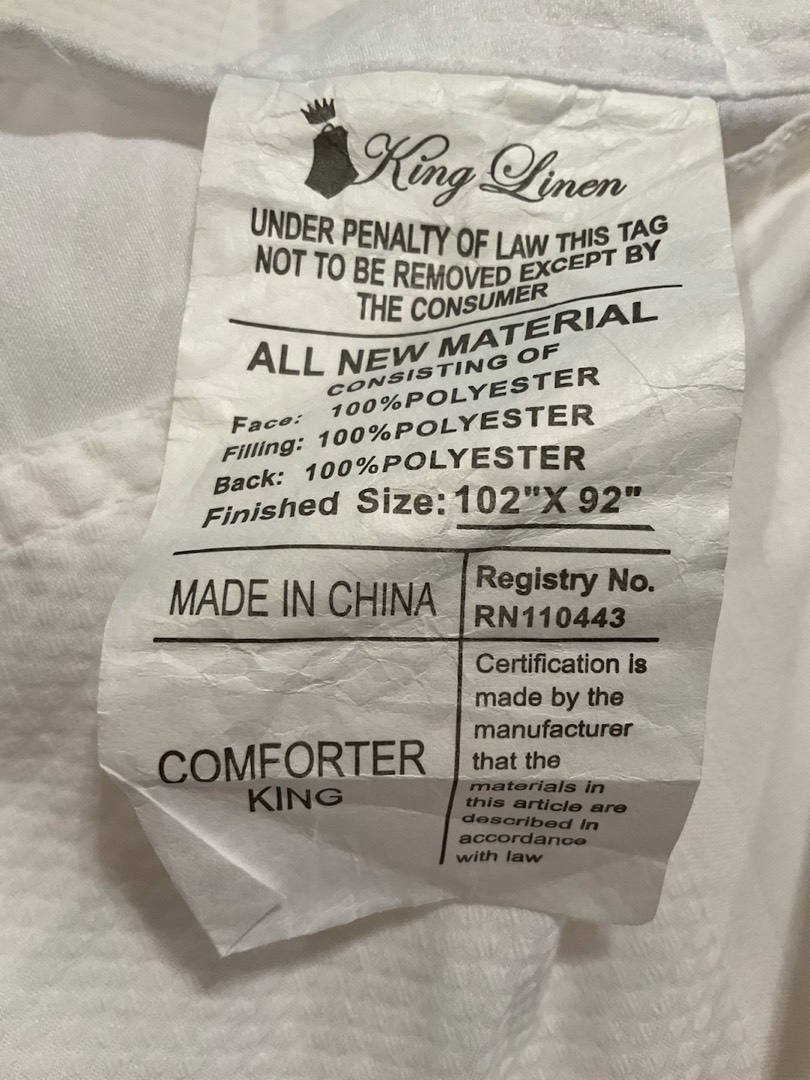 King Linen
UNDER PENALTY OF LAW THIS TAG
NOT TO BE REMOVED EXCEPT BY
THE CONSUMER
ALL NEW MATERIAL
CONSISTING OF
Face: 100%POLYESTER
Filling: 100%POLYESTER
Back: 100%POLYESTER
Finished Size: 102"X 92"
MADE IN CHINA
Registry No.
RN110443
COMFORTER
KING
Certification is
made by the
manufacturer
that the
materials in
this article are
described in
accordance
with law